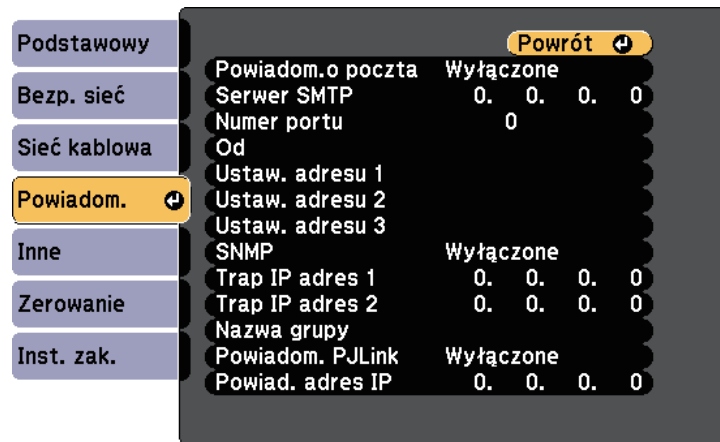 Podstawowy
Bezp. sieć
Sieć kablowa
Powiadom.
Inne
Zerowanie
Inst. zak.
Powrót
Powiadom.o poczta Wyłączone
Serwer SMTP 0. 0. 0. 0
Numer portu 0
Od
Ustaw. adresu 1
Ustaw. adresu 2
Ustaw. adresu 3
SNMP Wyłączone
Trap IP adres 1 0. 0. 0. 0
Trap IP adres 2 0. 0. 0. 0
Nazwa grupy
Powiadom. PJLink Wyłączone
Powiad. adres IP 0. 0. 0. 0